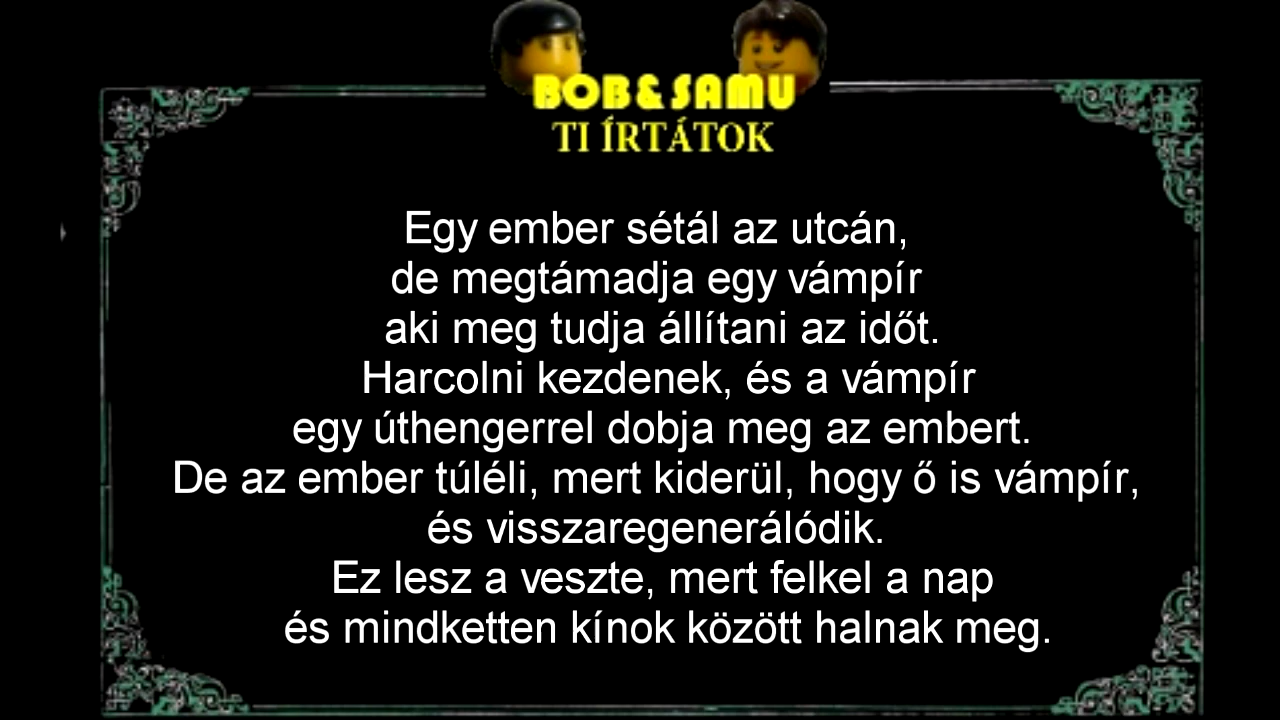 BOB & SAMU
TI ÍRTÁTOK
Egy ember sétál az utcán,
de megtámadja egy vámpír
aki meg tudja állítani az időt.
Harcolni kezdenek, és a vámpír
egy úthengerrel dobja meg az embert.
De az ember túléli, mert kiderül, hogy ő is vámpír,
és visszaregenerálódik.
Ez lesz a veszte, mert felkel a nap
és mindketten kínok között halnak meg.